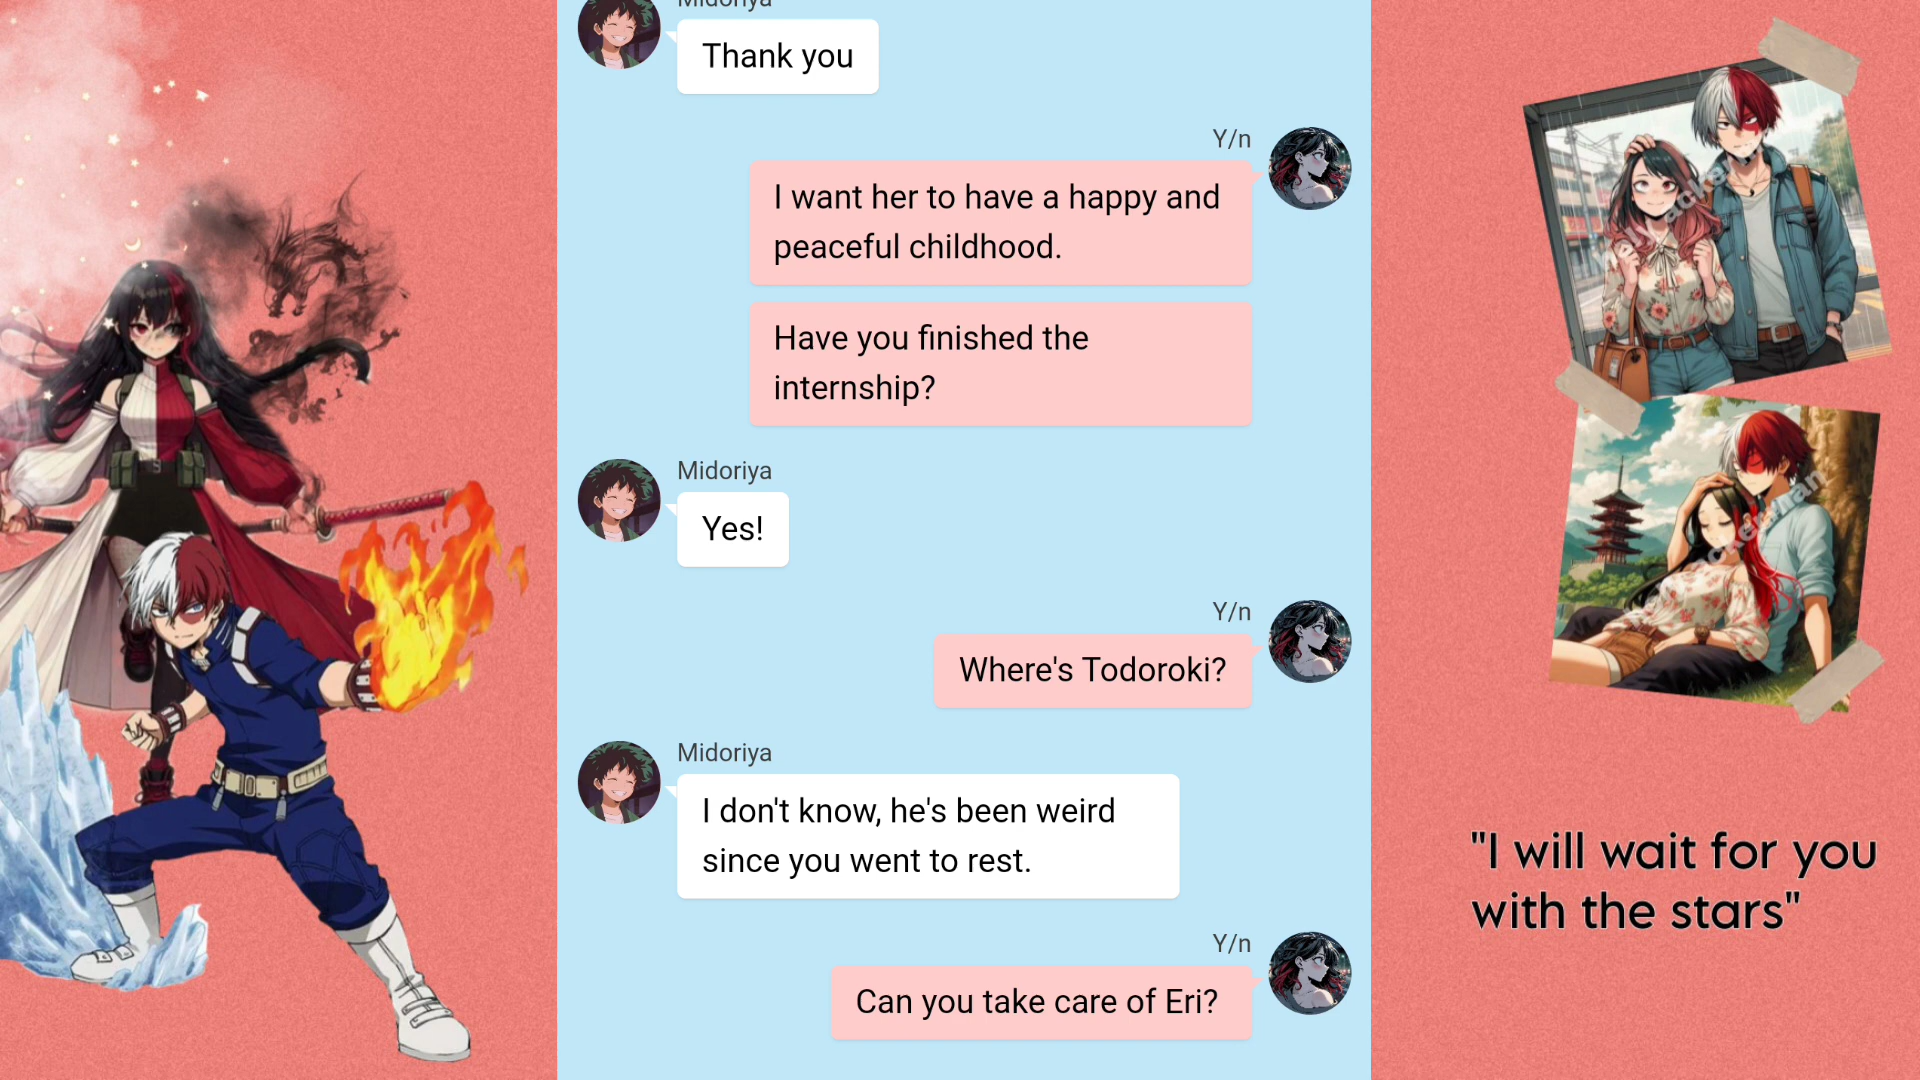 Midoriya
Thank you
Y/n
I want her to have a happy and
peaceful childhood.
Have you finished the
internship?
Midoriya
Yes!
Y/n
Where's Todoroki?
Midoriya
I don't know, he's been weird
since you went to rest.
Y/n
Can you take care of Eri?
"I will wait for you
with the stars"